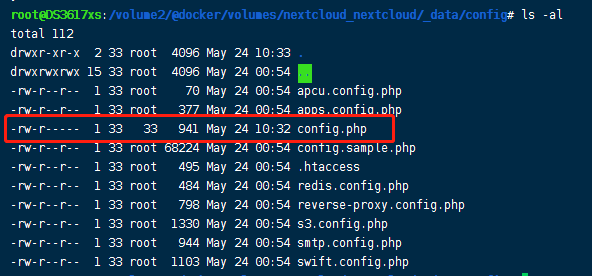 root@DS3617xs:/volume2/@docker/volumes/nextcloud_nextcloud/_data/config# ls -al
total 112
drwxr-xr-x 2 33 root 4096 May 24 10:33 .
drwxrwxrwx 15 33 root 4096 May 24 00:54 ..
-rw-r--r-- 1 33 root 70 May 24 00:54 apcu.config.php
-rw-r--r-- 1 33 root 377 May 24 00:54 apps.config.php
-rw-r----- 1 33 33 941 May 24 10:32 config.php
-rw-r--r-- 1 33 root 68224 May 24 00:54 config.sample.php
-rw-r--r-- 1 33 root 495 May 24 00:54 .htaccess
-rw-r--r-- 1 33 root 484 May 24 00:54 redis.config.php
-rw-r--r-- 1 33 root 798 May 24 00:54 reverse-proxy.config.php
-rw-r--r-- 1 33 root 1330 May 24 00:54 s3.config.php
-rw-r--r-- 1 33 root 944 May 24 00:54 smtp.config.php
-rw-r--r-- 1 33 root 1103 May 24 00:54 swift.config.php